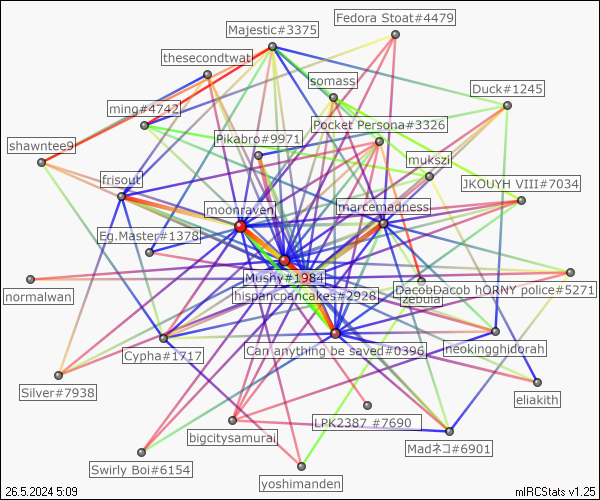 Fedora Stoat#4479
Majestic#3375
thesecondtwat
somass
Duck#1245
ming#4742
Pocket Persona#3326
Pikabro#9971
shawntee9
mukszi
frisout
JKOUYH VIII#7034
moonraven
marcemadness
Eg.Master#1378
Mushy#1984
DacobDacob hORNY police#5271
hispancpancakes#2928
normalwan
zebula
Can anything be saved#0396
neokingghidorah
Cypha#1717
Silver#7938
eliakith
LPK2387 #7690
bigcitysamurai
Madネコ#6901
Swirly Boi#6154
yoshimanden
26.5.2024 5:09
mIRCStats v1.25